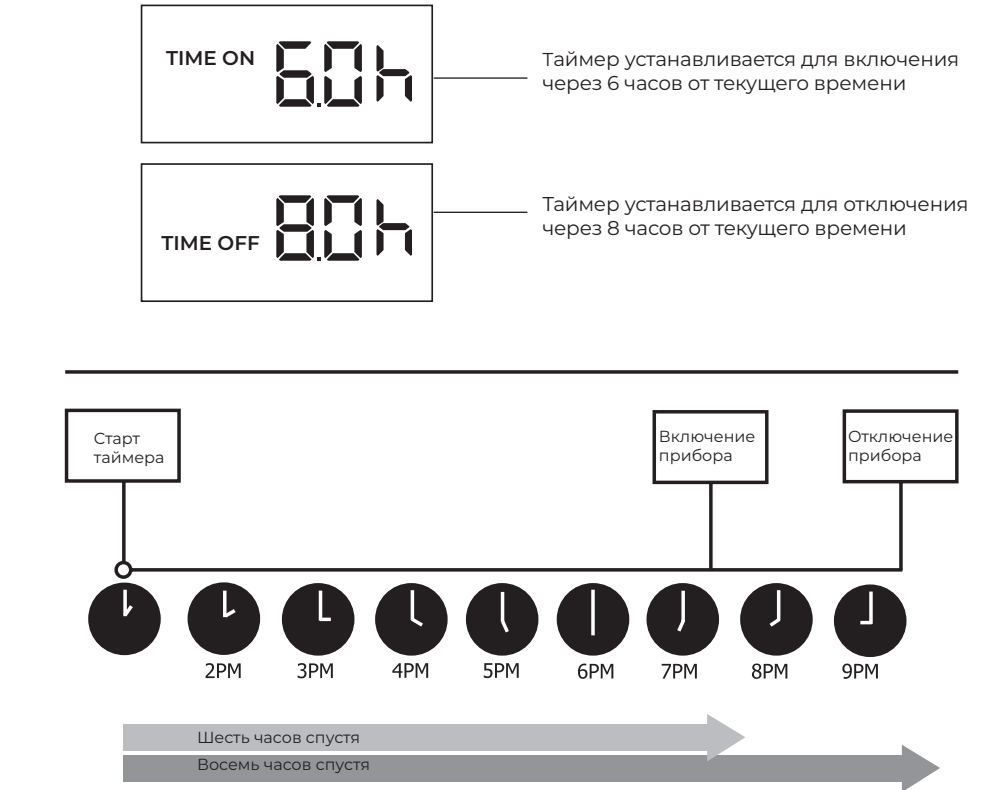 TIME ON 6.0h
Таймер устанавливается для включения
через 6 часов от текущего времени
TIME OFF 8.0h
Таймер устанавливается для отключения
через 8 часов от текущего времени
Старт
таймера
Включение
прибора
Отключение
прибора
2PM 3PM 4PM 5PM 6PM 7PM 8PM 9PM
Шесть часов спустя
Восемь часов спустя